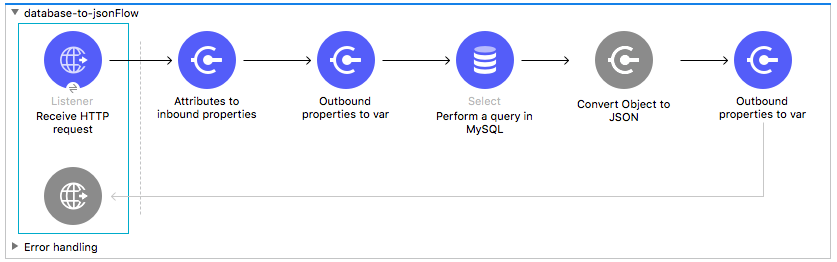 database-to-jsonFlow
Listener
Receive HTTP
request
Attributes to
inbound properties
Outbound
properties to var
Select
Perform a query in
MySQL
Convert Object to
JSON
Outbound
properties to var
Error handling